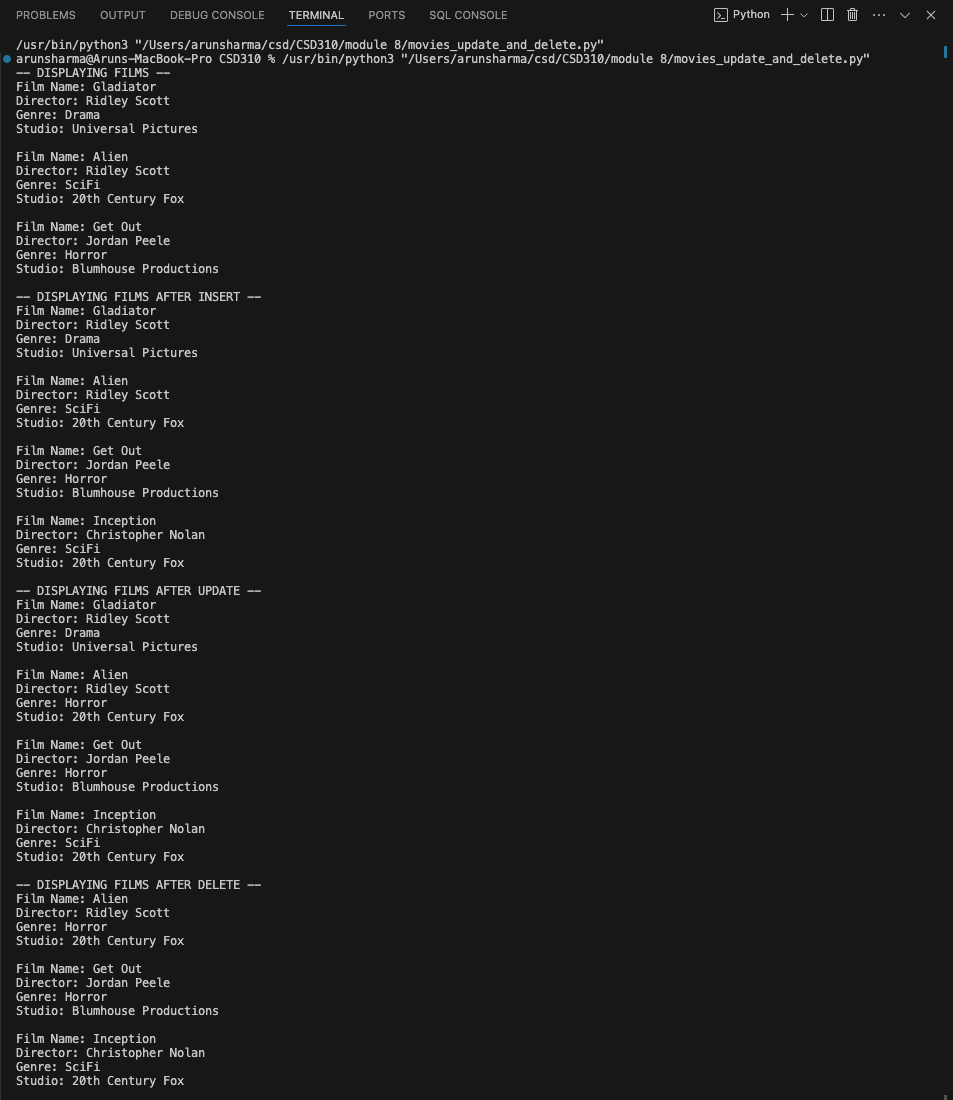 PROBLEMS OUTPUT DEBUG CONSOLE TERMINAL PORTS SQL CONSOLE Python
/usr/bin/python3 "/Users/arunsharma/csd/CSD310/module 8/movies_update_and_delete.py"
arunsharma@Aruns-MacBook-Pro CSD310 % /usr/bin/python3 "/Users/arunsharma/csd/CSD310/module 8/movies_update_and_delete.py"
-- DISPLAYING FILMS --
Film Name: Gladiator
Director: Ridley Scott
Genre: Drama
Studio: Universal Pictures

Film Name: Alien
Director: Ridley Scott
Genre: SciFi
Studio: 20th Century Fox

Film Name: Get Out
Director: Jordan Peele
Genre: Horror
Studio: Blumhouse Productions

-- DISPLAYING FILMS AFTER INSERT --
Film Name: Gladiator
Director: Ridley Scott
Genre: Drama
Studio: Universal Pictures

Film Name: Alien
Director: Ridley Scott
Genre: SciFi
Studio: 20th Century Fox

Film Name: Get Out
Director: Jordan Peele
Genre: Horror
Studio: Blumhouse Productions

Film Name: Inception
Director: Christopher Nolan
Genre: SciFi
Studio: 20th Century Fox

-- DISPLAYING FILMS AFTER UPDATE --
Film Name: Gladiator
Director: Ridley Scott
Genre: Drama
Studio: Universal Pictures

Film Name: Alien
Director: Ridley Scott
Genre: Horror
Studio: 20th Century Fox

Film Name: Get Out
Director: Jordan Peele
Genre: Horror
Studio: Blumhouse Productions

Film Name: Inception
Director: Christopher Nolan
Genre: SciFi
Studio: 20th Century Fox

-- DISPLAYING FILMS AFTER DELETE --
Film Name: Alien
Director: Ridley Scott
Genre: Horror
Studio: 20th Century Fox

Film Name: Get Out
Director: Jordan Peele
Genre: Horror
Studio: Blumhouse Productions

Film Name: Inception
Director: Christopher Nolan
Genre: SciFi
Studio: 20th Century Fox